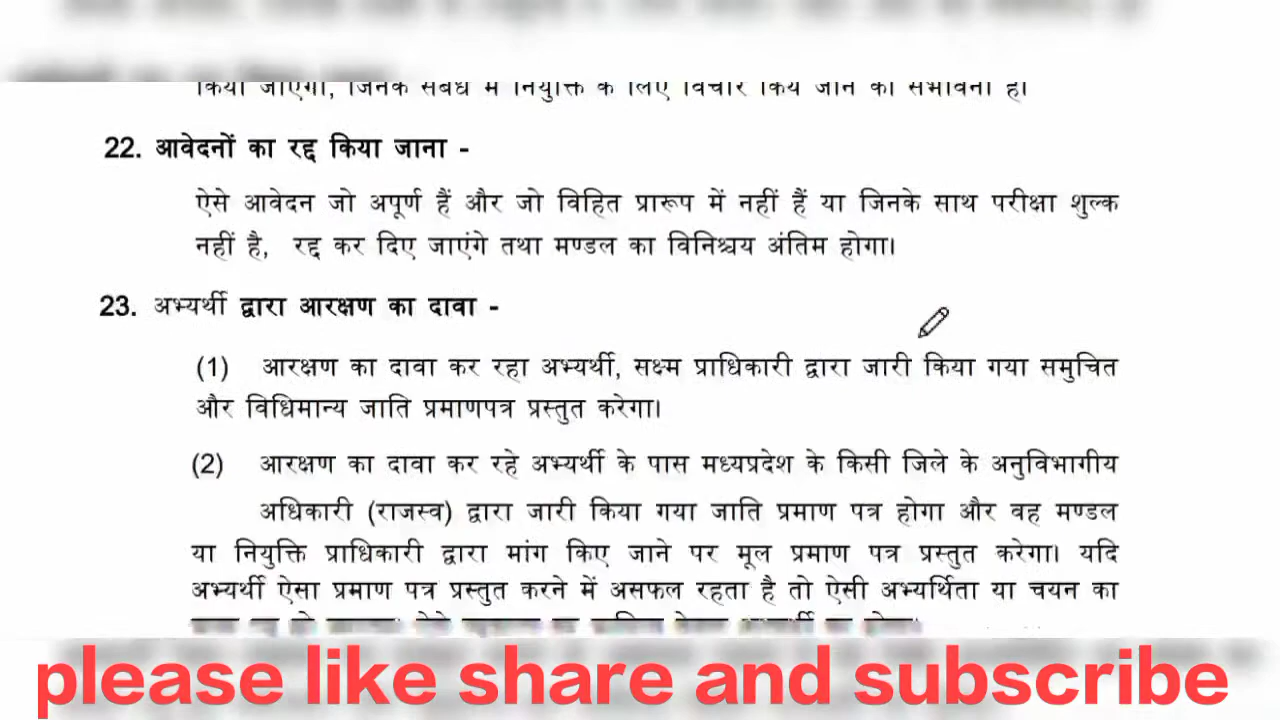 किया जाएगा, जिनके संबंध में नियुक्ति के लिए विचार किये जाने की संभावना हो
22. आवेदनों का रद्द किया जाना -
ऐसे आवेदन जो अपूर्ण हैं और जो विहित प्रारूप में नहीं हैं या जिनके साथ परीक्षा शुल्क
नहीं है, रद्द कर दिए जाएंगे तथा मण्डल का विनिश्चय अंतिम होगा।
23. अभ्यर्थी द्वारा आरक्षण का दावा -
(1) आरक्षण का दावा कर रहा अभ्यर्थी, सक्ष्म प्राधिकारी द्वारा जारी किया गया समुचित
और विधिमान्य जाति प्रमाणपत्र प्रस्तुत करेगा।
(2) आरक्षण का दावा कर रहे अभ्यर्थी के पास मध्यप्रदेश के किसी जिले के अनुविभागीय
अधिकारी (राजस्व) द्वारा जारी किया गया जाति प्रमाण पत्र होगा और वह मण्डल
या नियुक्ति प्राधिकारी द्वारा मांग किए जाने पर मूल प्रमाण पत्र प्रस्तुत करेगा। यदि
अभ्यर्थी ऐसा प्रमाण पत्र प्रस्तुत करने में असफल रहता है तो ऐसी अभ्यर्थिता या चयन का
please like share and subscribe